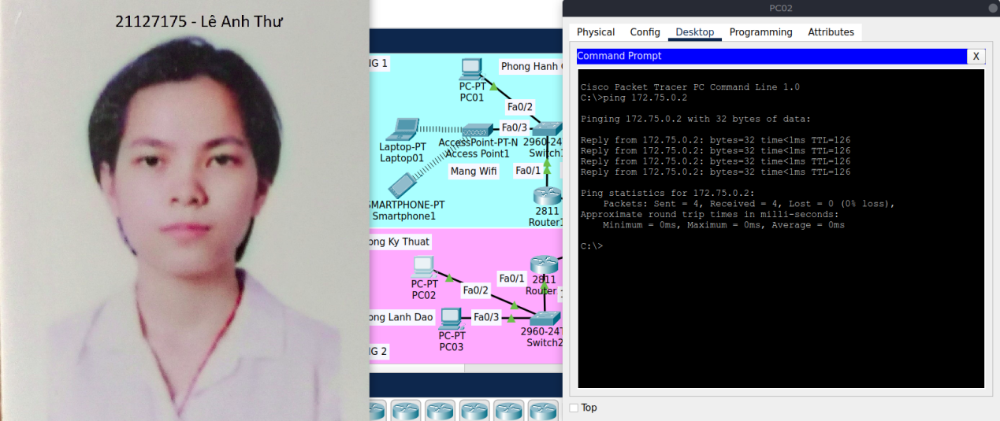 21127175 - Lê Anh Thư
NG 1
Phong Hanh C
PC-PT
PC01
Fa0/2
Fa0/3
Laptop-PT
Laptop01
AccessPoint-PT-N
Access Point1
2960-24T
Switch1
Mang Wifi
Fa0/1
SMARTPHONE-PT
Smartphone1
2811
Router1
ong Ky Thuat
PC-PT
PC02
Fa0/1
2811
Router
Fa0/2
ong Lanh Dao
Fa0/3
PC-PT
PC03
2960-24T
Switch2
NG 2
PC02
Physical Config Desktop Programming Attributes
Command Prompt X
Cisco Packet Tracer PC Command Line 1.0
C:\>ping 172.75.0.2
Pinging 172.75.0.2 with 32 bytes of data:
Reply from 172.75.0.2: bytes=32 time<1ms TTL=126
Reply from 172.75.0.2: bytes=32 time<1ms TTL=126
Reply from 172.75.0.2: bytes=32 time<1ms TTL=126
Reply from 172.75.0.2: bytes=32 time<1ms TTL=126
Ping statistics for 172.75.0.2:
Packets: Sent = 4, Received = 4, Lost = 0 (0% loss),
Approximate round trip times in milli-seconds:
Minimum = 0ms, Maximum = 0ms, Average = 0ms
C:\>
Top